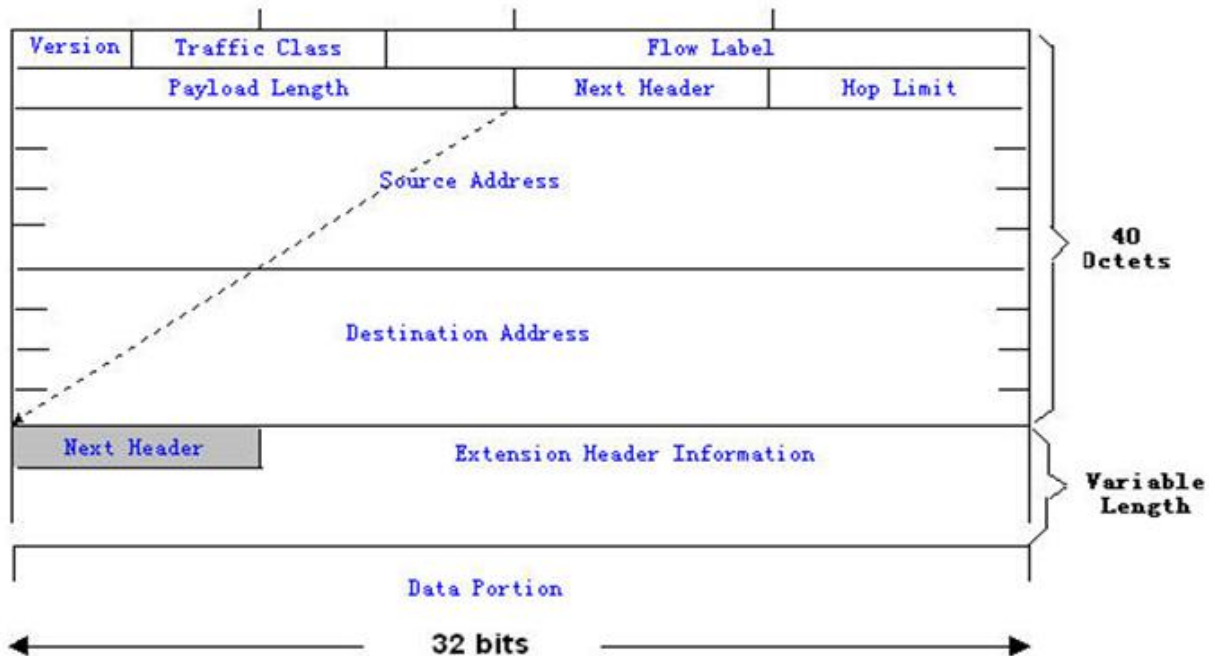 Version Traffic Class Flow Label
Payload Length Next Header Hop Limit
Source Address
40
Octets
Destination Address
Next Header Extension Header Information
Variable
Length
Data Portion
32 bits